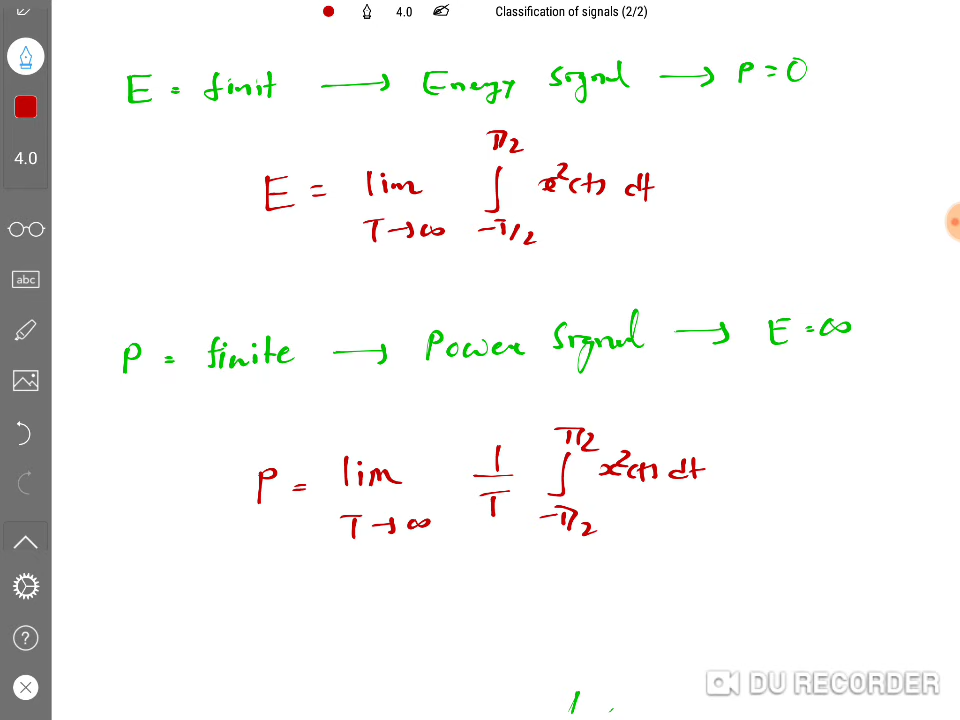 4.0 Classification of signals (2/2)
E = finit → Energy signal → P = 0
E = lim T→∞ ∫ -T/2 T/2 x²(t) dt
4.0
abc
P = finite → Power signal → E = ∞
P = lim T→∞ 1/T ∫ -T/2 T/2 x²(t) dt
?
DU RECORDER